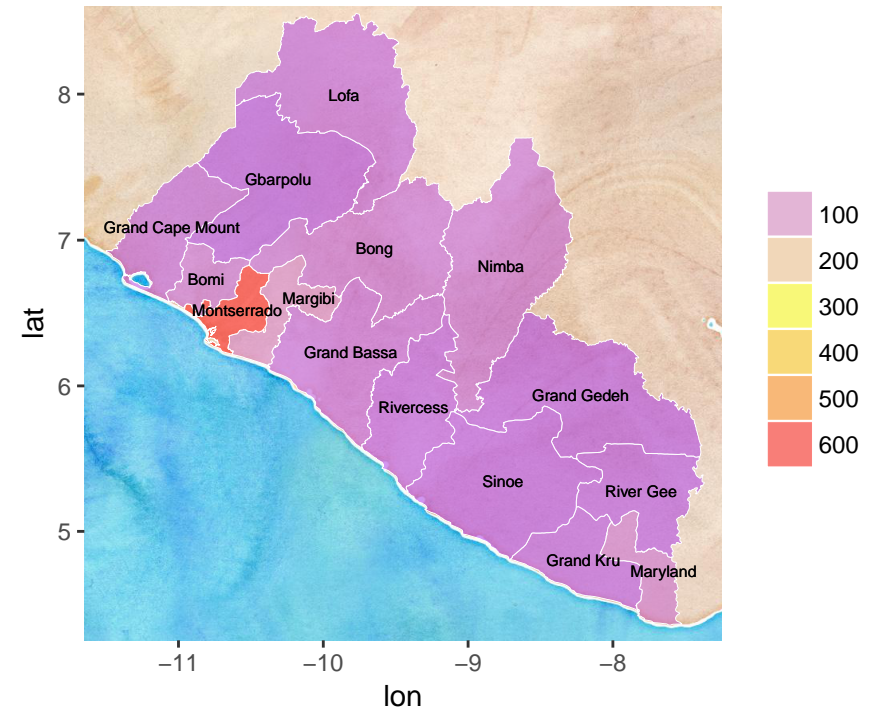 8
7
6
5
lat
Lofa
Gbarpolu
Grand Cape Mount
Bong
Nimba
Bomi
Margibi
Montserrado
Grand Bassa
Grand Gedeh
Rivercess
Sinoe
River Gee
Grand Kru
Maryland
−11
−10
−9
−8
lon
100
200
300
400
500
600